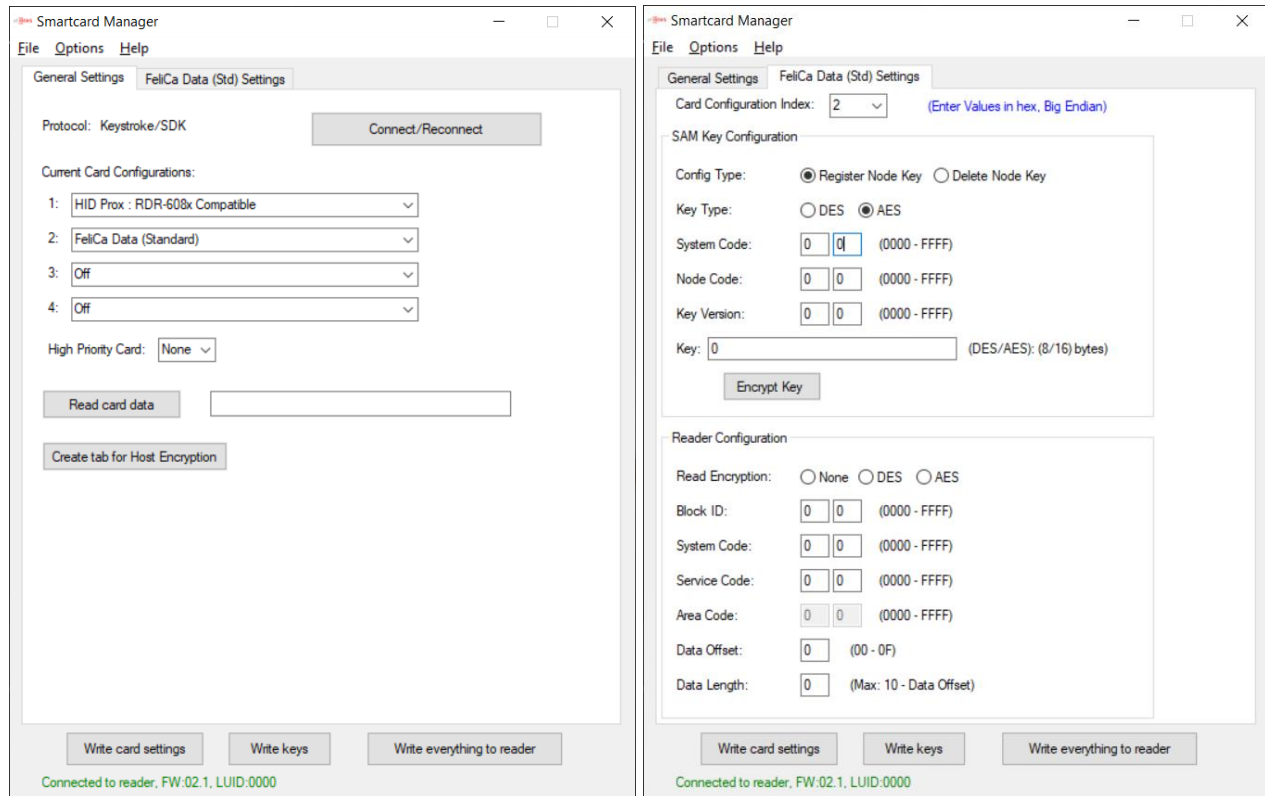 Smartcard Manager
File Options Help
General Settings FeliCa Data (Std) Settings
Protocol: Keystroke/SDK Connect/Reconnect
Current Card Configurations:
1: HID Prox : RDR-608x Compatible
2: FeliCa Data (Standard)
3: Off
4: Off
High Priority Card: None
Read card data
Create tab for Host Encryption
Write card settings Write keys Write everything to reader
Connected to reader, FW:02.1, LUID:0000
Smartcard Manager
File Options Help
General Settings FeliCa Data (Std) Settings
Card Configuration Index: 2 (Enter Values in hex, Big Endian)
SAM Key Configuration
Config Type: Register Node Key Delete Node Key
Key Type: DES AES
System Code: 0 0 (0000 - FFFF)
Node Code: 0 0 (0000 - FFFF)
Key Version: 0 0 (0000 - FFFF)
Key: 0 (DES/AES): (8/16) bytes)
Encrypt Key
Reader Configuration
Read Encryption: None DES AES
Block ID: 0 0 (0000 - FFFF)
System Code: 0 0 (0000 - FFFF)
Service Code: 0 0 (0000 - FFFF)
Area Code: 0 0 (0000 - FFFF)
Data Offset: 0 (00 - 0F)
Data Length: 0 (Max: 10 - Data Offset)
Write card settings Write keys Write everything to reader
Connected to reader, FW:02.1, LUID:0000